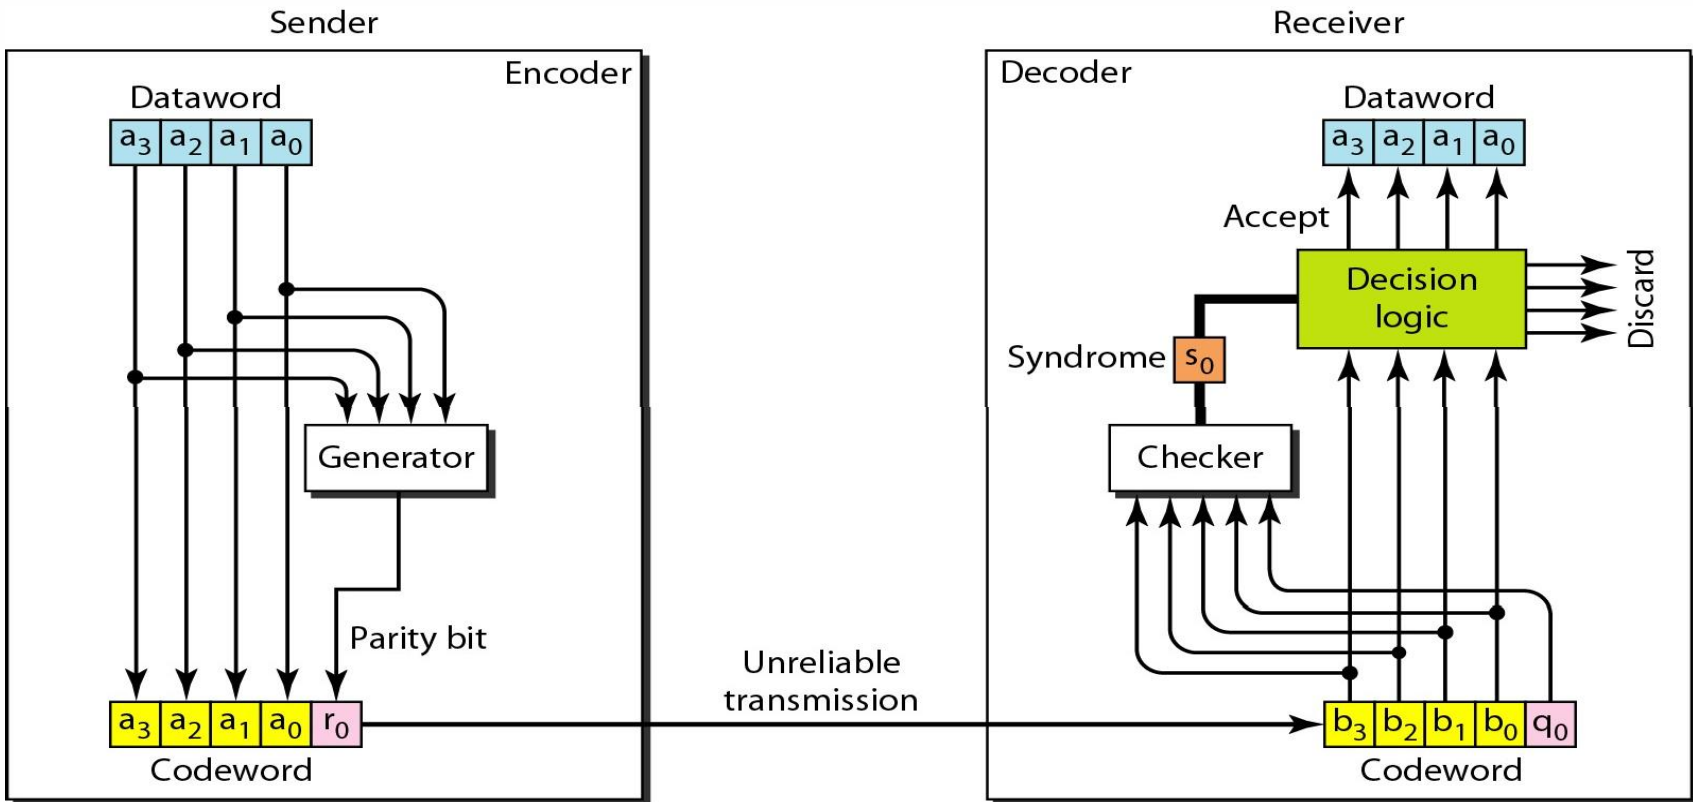 Sender
Encoder
Dataword
a3 a2 a1 a0
Generator
Parity bit
a3 a2 a1 a0 r0
Codeword
Unreliable
transmission
Receiver
Decoder
Dataword
a3 a2 a1 a0
Accept
Decision
logic
Discard
Syndrome s0
Checker
b3 b2 b1 b0 q0
Codeword